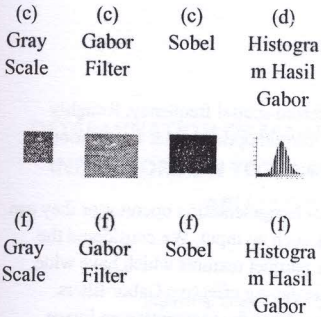 (c) (c) (c) (d)
Gray Gabor Sobel Histogra
Scale Filter m Hasil
Gabor
(f) (f) (f) (f)
Gray Gabor Sobel Histogra
Scale Filter m Hasil
Gabor